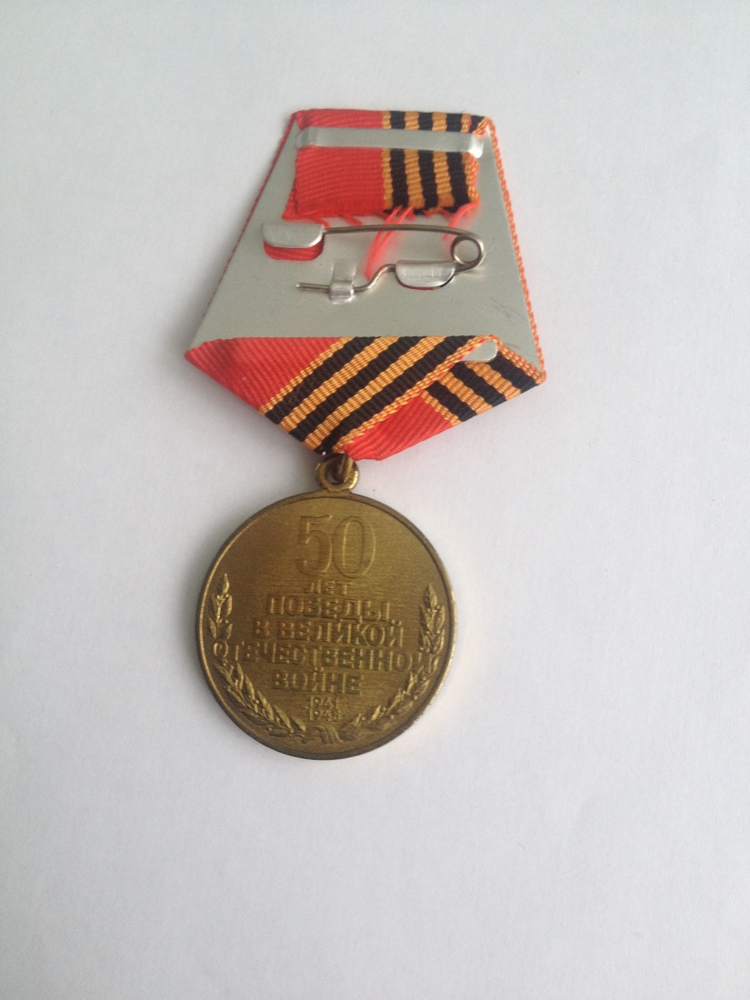 50
ЛЕТ
ПОБЕДЫ
В ВЕЛИКОЙ
ОТЕЧЕСТВЕННОЙ
ВОЙНЕ
1941
1945